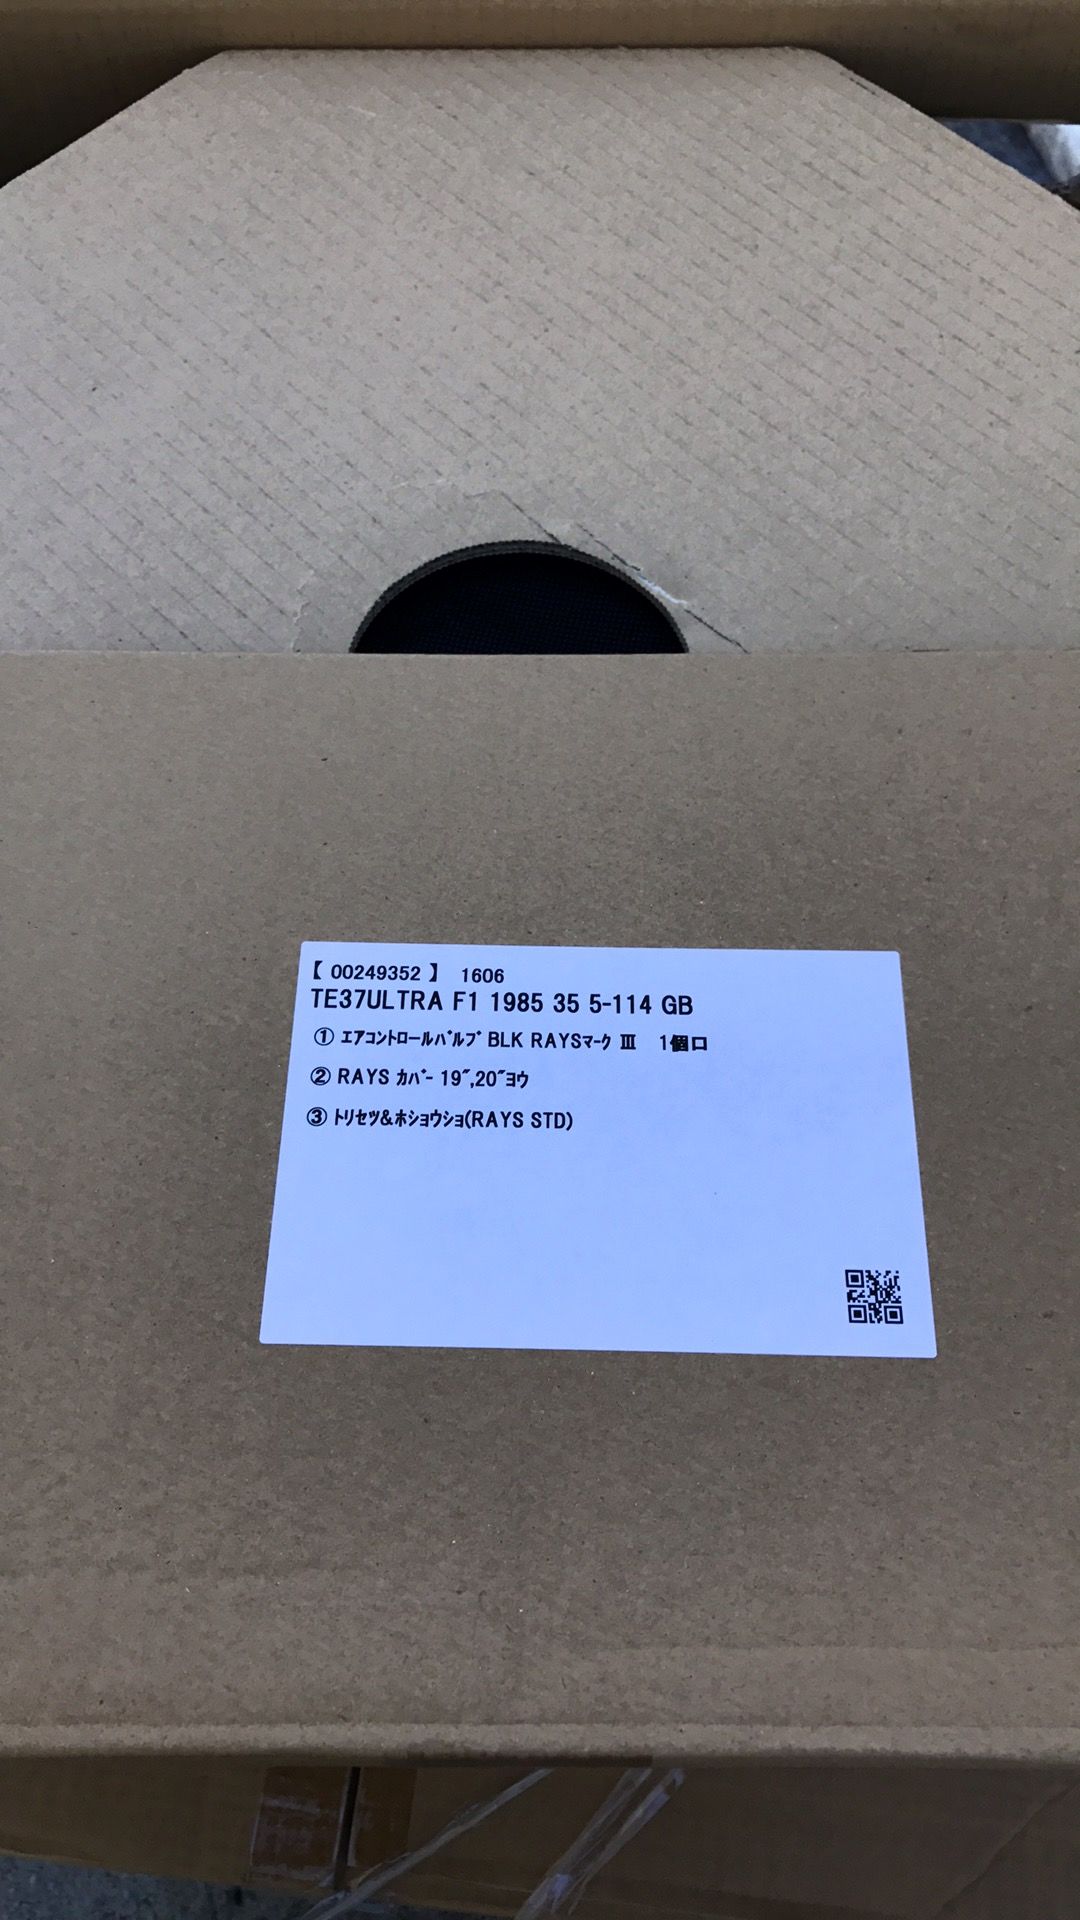 【 00249352 】 1606
TE37ULTRA F1 1985 35 5-114 GB
① エアコントロールバルブ BLK RAYSマーク Ⅲ 1個口
② RAYS カバー 19″,20″ヨウ
③ トリセツ&ホショウショ(RAYS STD)